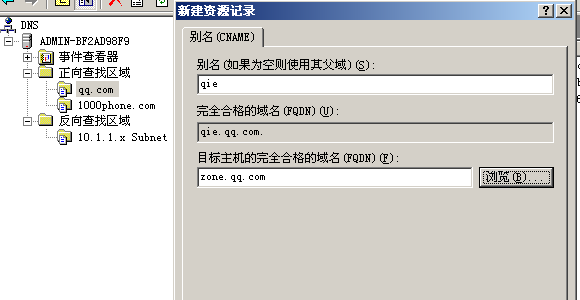 DNS
ADMIN-BF2AD98F9
事件查看器
正向查找区域
qq.com
1000phone.com
反向查找区域
10.1.1.x Subnet
新建资源记录
别名(CNAME)
别名(如果为空则使用其父域)(S):
qie
完全合格的域名(FQDN)(U):
qie.qq.com.
目标主机的完全合格的域名(FQDN)(F):
zone.qq.com
浏览(B)...